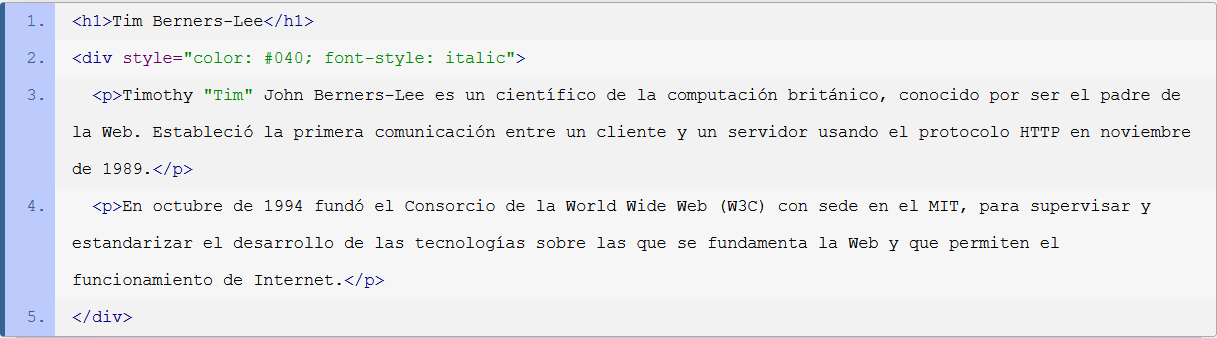 1. <h1>Tim Berners-Lee</h1>
2. <div style="color: #040; font-style: italic">
3. <p>Timothy "Tim" John Berners-Lee es un científico de la computación británico, conocido por ser el padre de
la Web. Estableció la primera comunicación entre un cliente y un servidor usando el protocolo HTTP en noviembre
de 1989.</p>
4. <p>En octubre de 1994 fundó el Consorcio de la World Wide Web (W3C) con sede en el MIT, para supervisar y
estandarizar el desarrollo de las tecnologías sobre las que se fundamenta la Web y que permiten el
funcionamiento de Internet.</p>
5. </div>